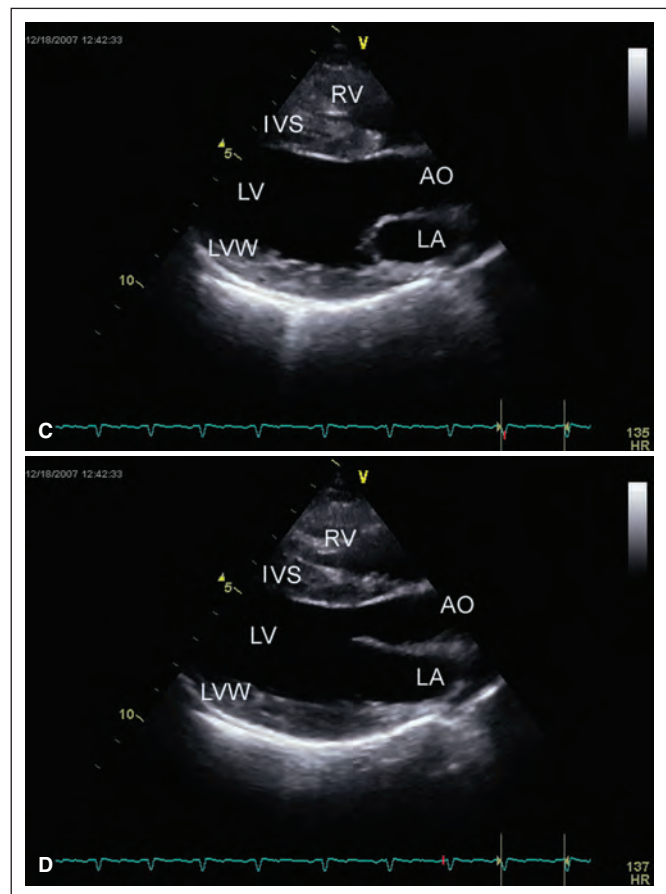 12/18/2007 12:42:33
V
RV
IVS
5
AO
LV
LA
LVW
10
C
135
HR
12/18/2007 12:42:33
V
RV
IVS
5
AO
LV
LA
LVW
10
D
137
HR